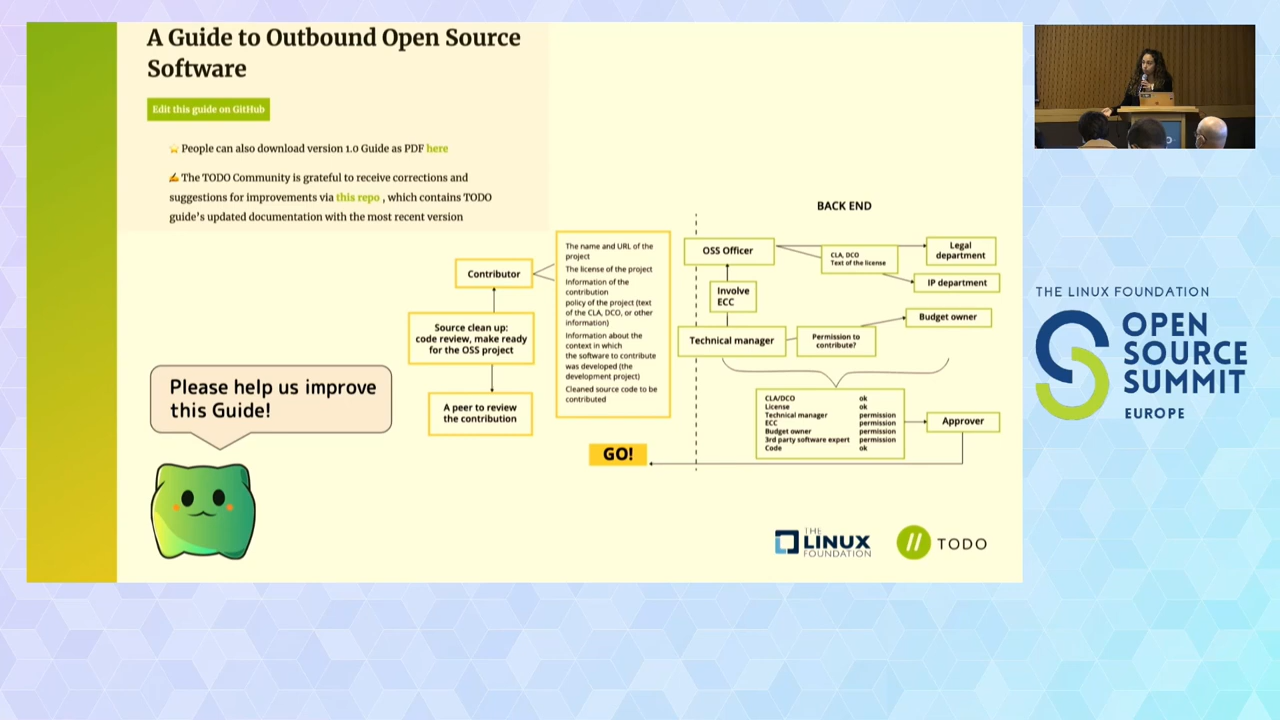 A Guide to Outbound Open Source
Software
Edit this guide on GitHub
People can also download version 1.0 Guide as PDF here
The TODO Community is grateful to receive corrections and
suggestions for improvements via this repo , which contains TODO
guide's updated documentation with the most recent version
Contributor
Source clean up:
code review, make ready
for the OSS project
A peer to review
the contribution
The name and URL of the
project
The license of the project
Information of the
contribution
policy of the project (text
of the CLA, DCO, or other
information)
Information about the
context in which
the software to contribute
was developed (the
development project)
Cleaned source code to be
contributed
GO!
BACK END
OSS Officer
CLA, DCO
Text of the license
Legal
department
IP department
Involve
ECC
Budget owner
Technical manager
Permission to
contribute?
CLA/DCO ok
License ok
Technical manager permission
ECC permission
Budget owner permission
3rd party software expert permission
Code ok
Approver
Please help us improve
this Guide!
THE
LINUX
FOUNDATION
TODO
THE LINUX FOUNDATION
OPEN
SOURCE
SUMMIT
EUROPE